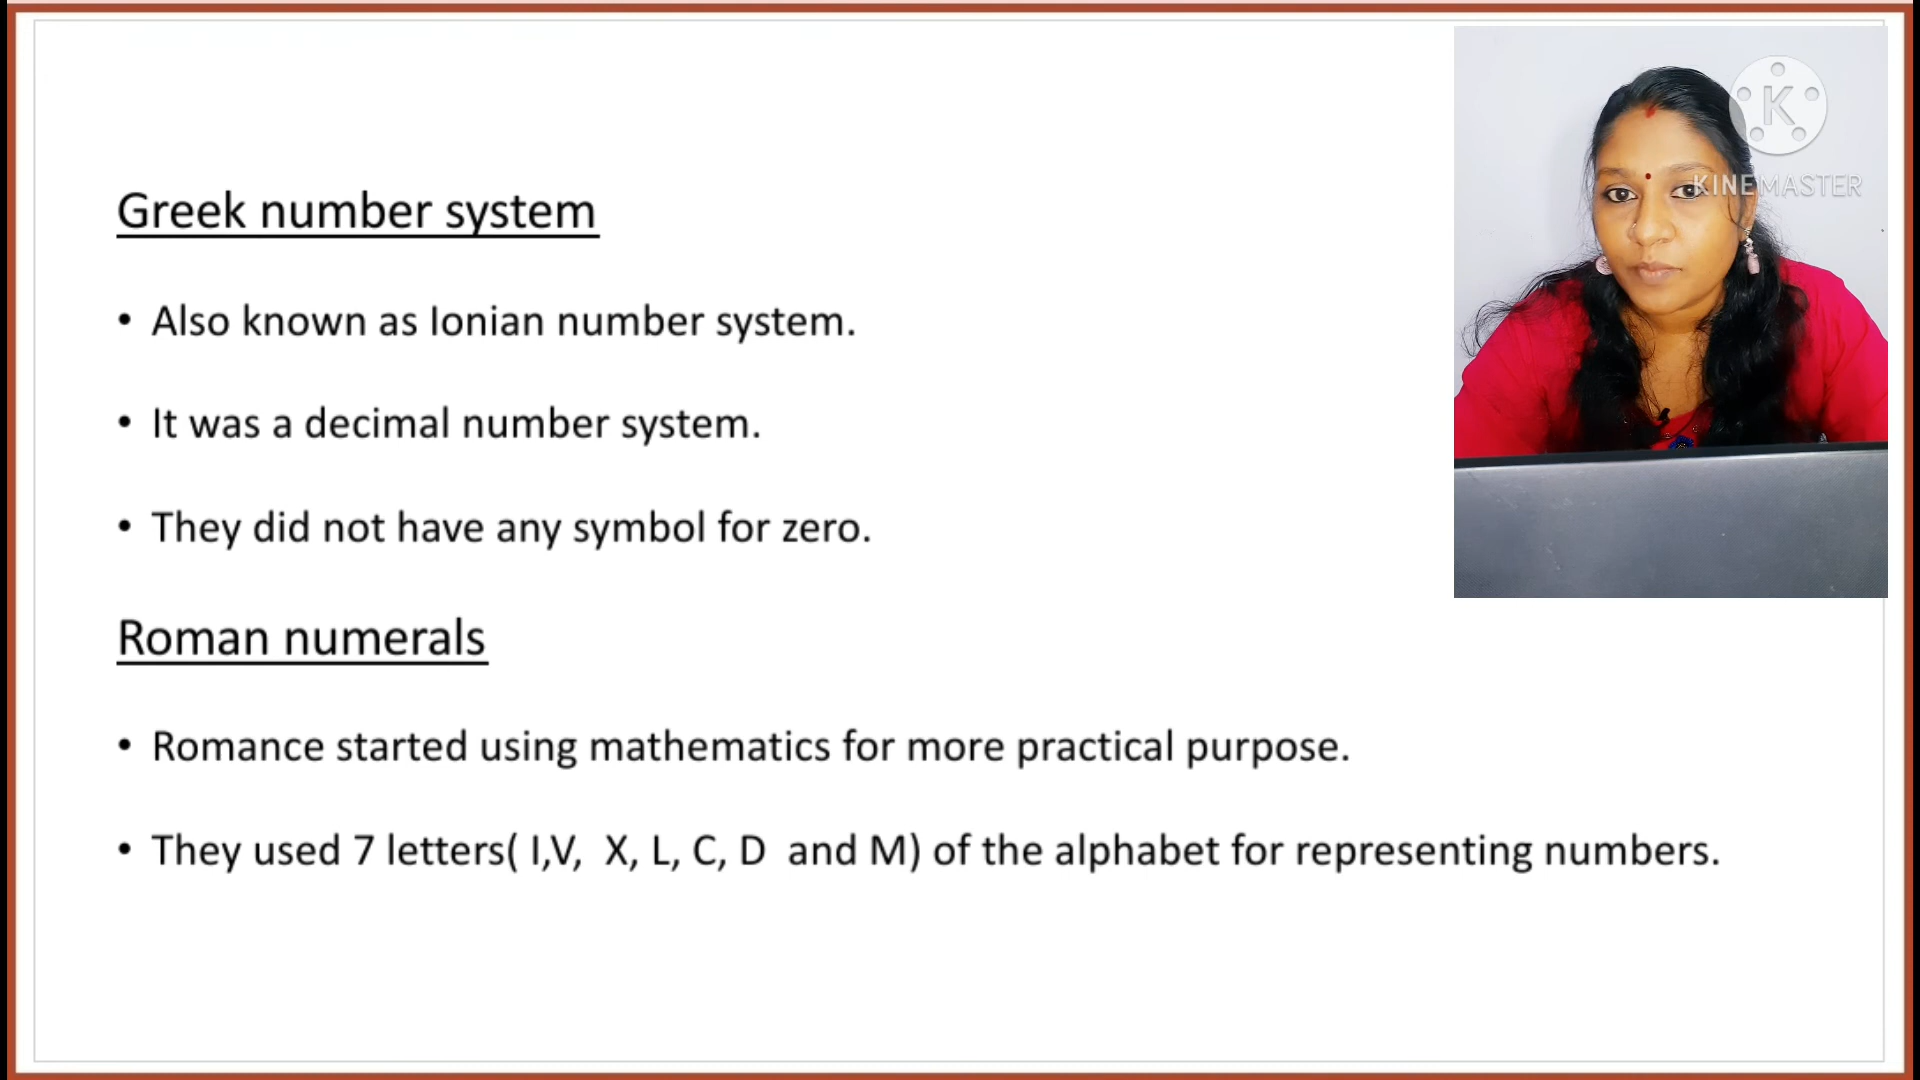 Greek number system
• Also known as Ionian number system.
• It was a decimal number system.
• They did not have any symbol for zero.
Roman numerals
• Romance started using mathematics for more practical purpose.
• They used 7 letters( I,V,  X, L, C, D  and M) of the alphabet for representing numbers.
K
KINEMASTER